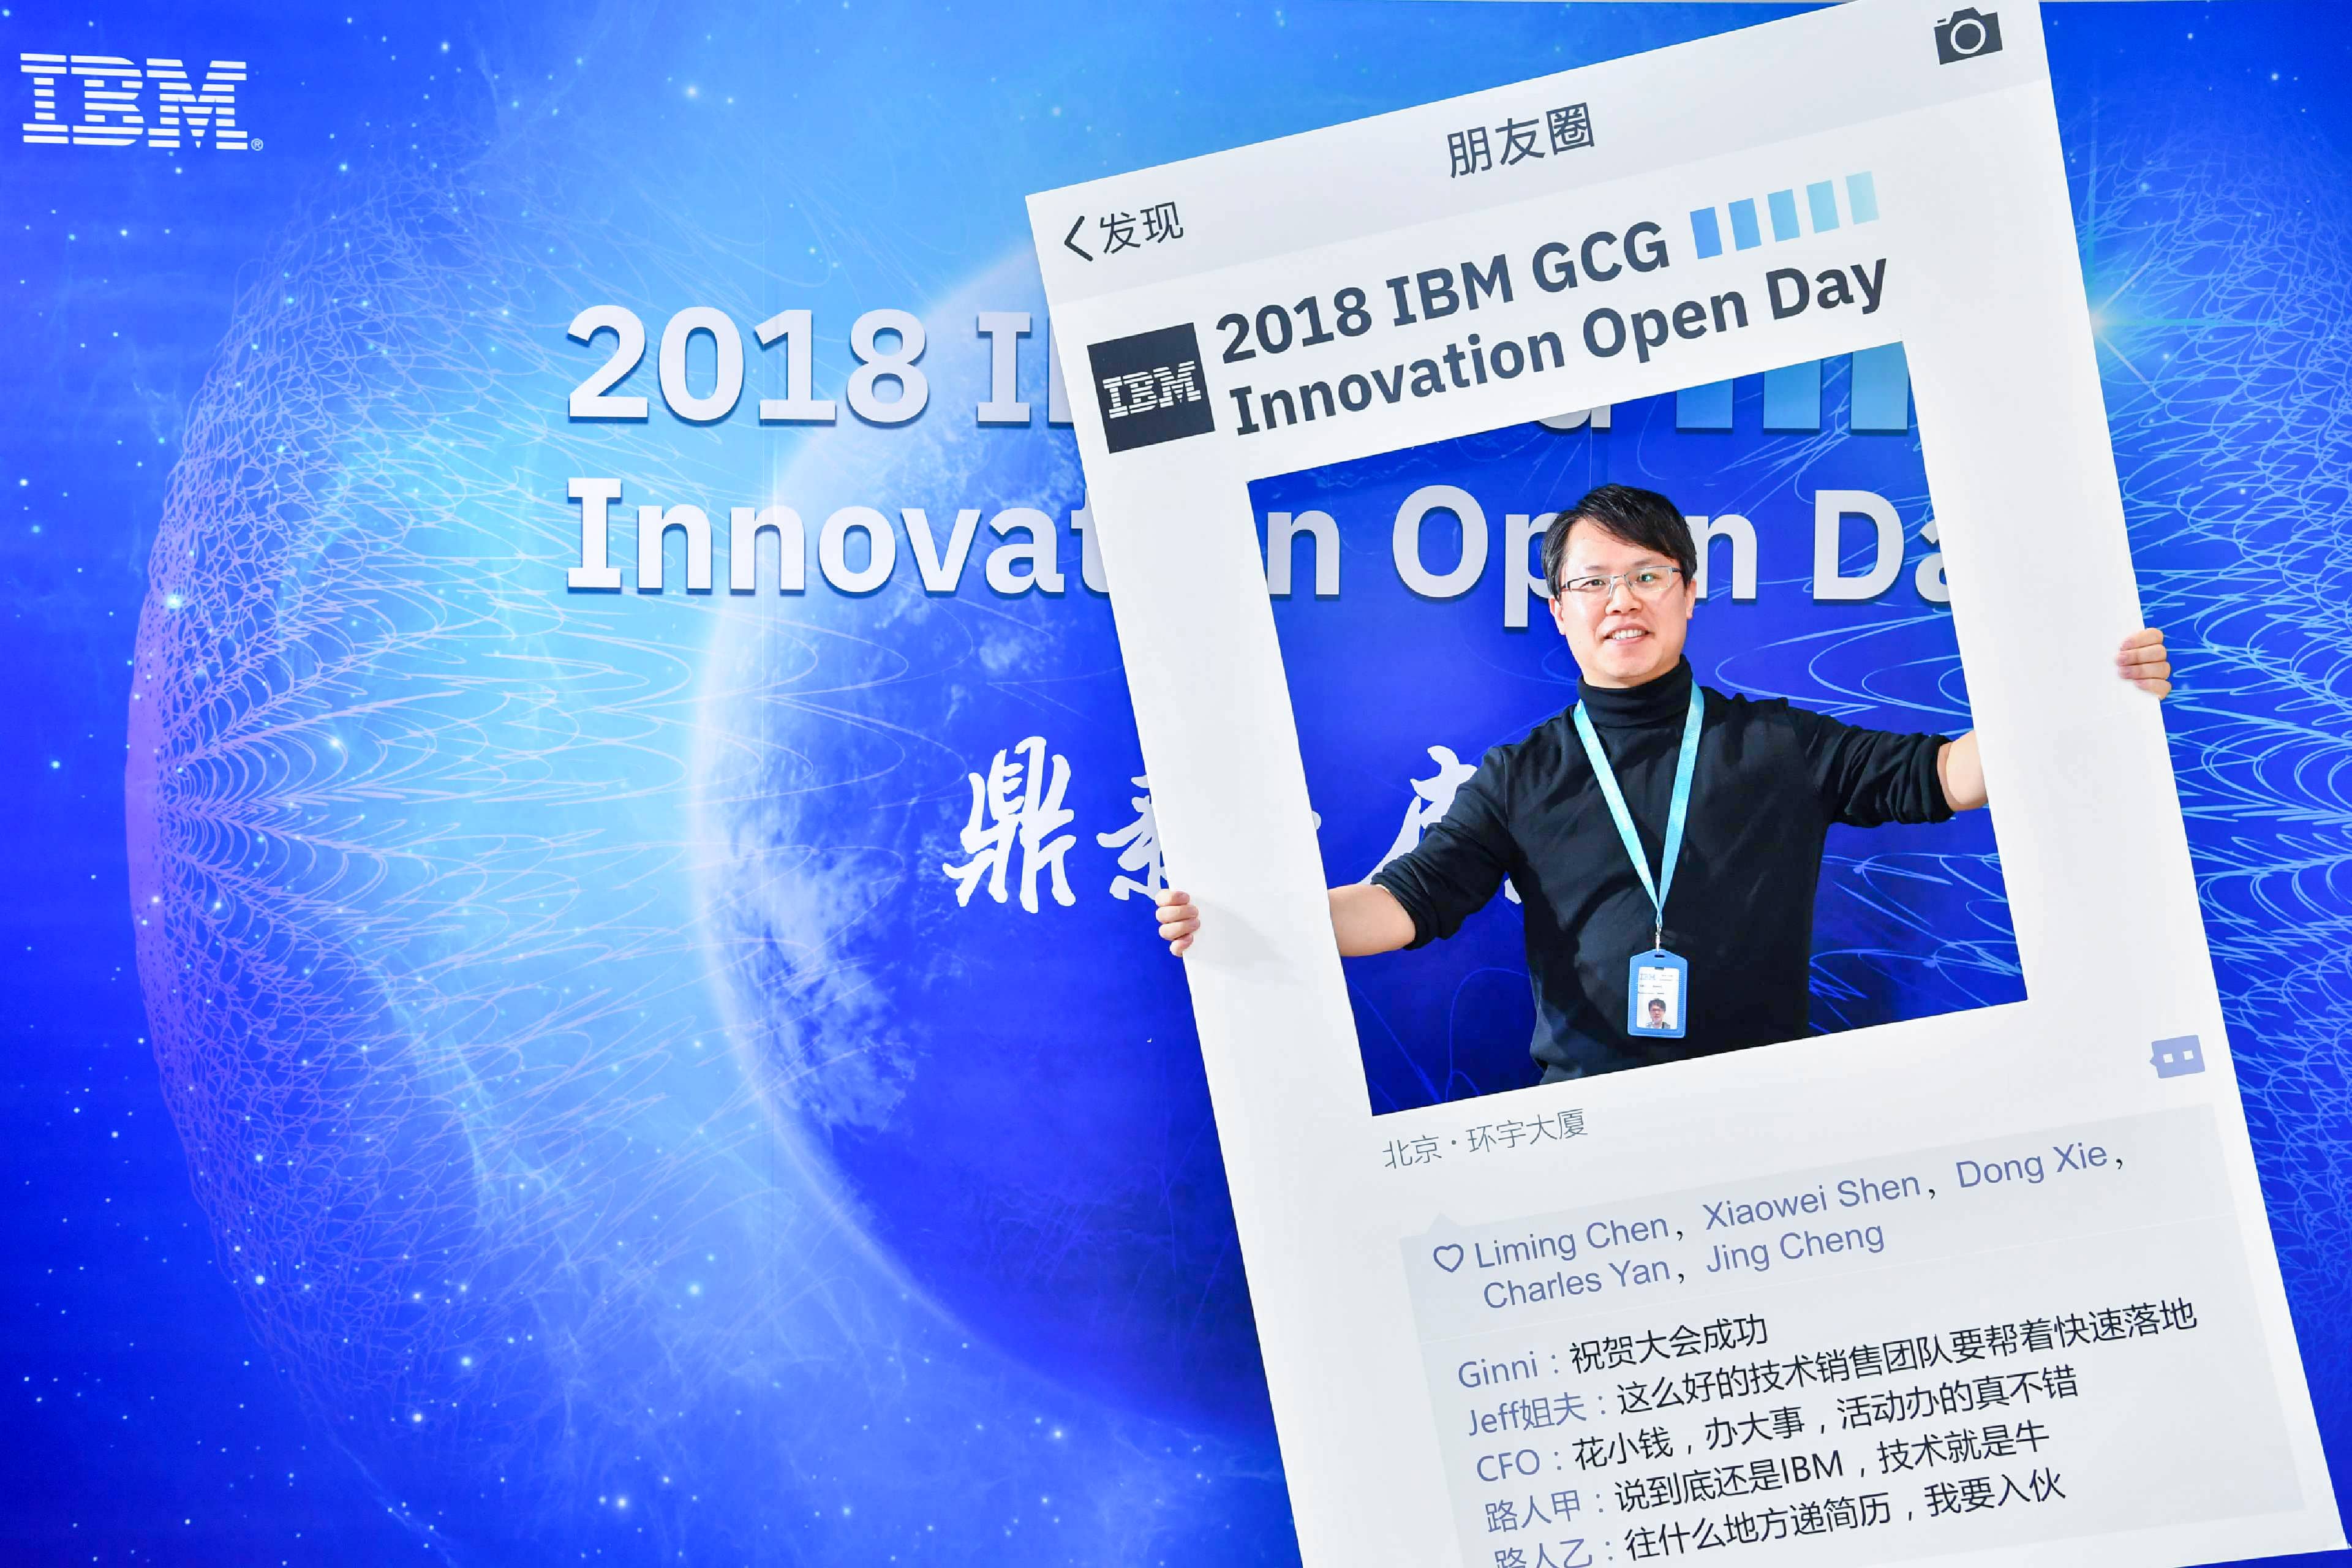 IBM
2018 I
Innovat n Op n Da
鼎
朋友圈
发现
IBM
2018 IBM GCG
Innovation Open Day
北京·环宇大厦
Liming Chen，Xiaowei Shen，Dong Xie，
Charles Yan，Jing Cheng
Ginni：祝贺大会成功
Jeff姐夫：这么好的技术销售团队要帮着快速落地
CFO：花小钱，办大事，活动办的真不错
路人甲：说到底还是IBM，技术就是牛
路人乙：往什么地方递简历，我要入伙